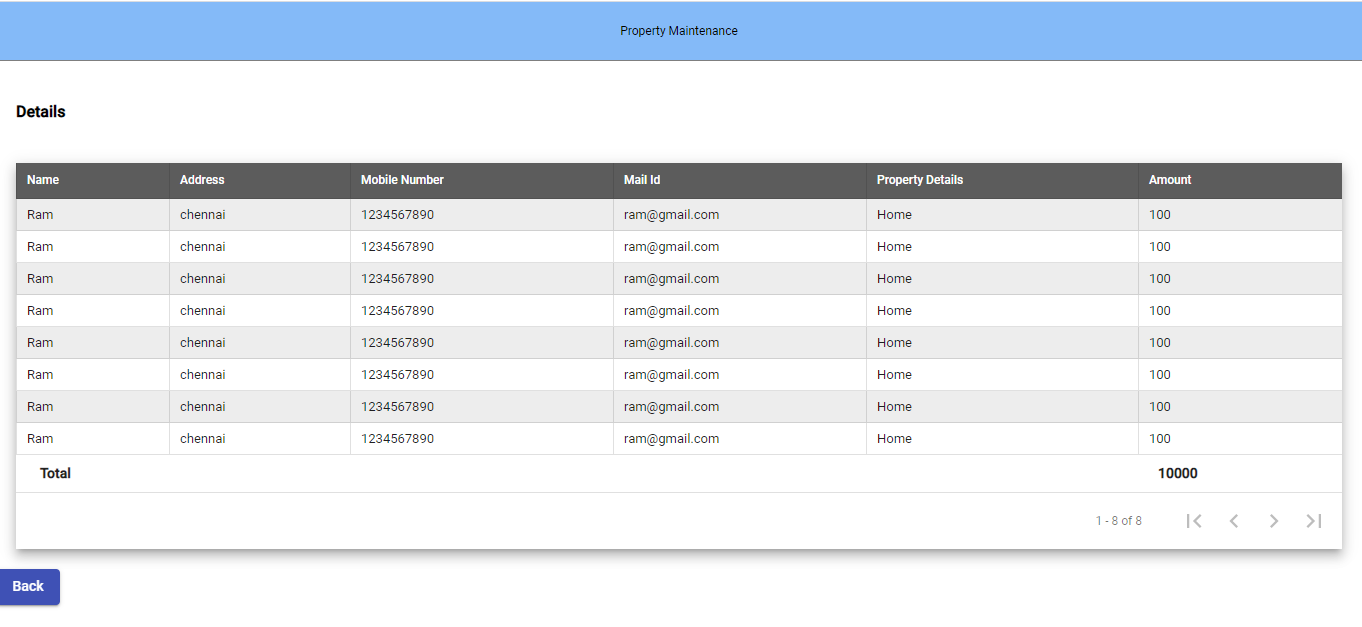 Property Maintenance
Details
Name Address Mobile Number Mail Id Property Details Amount
Ram chennai 1234567890 ram@gmail.com Home 100
Ram chennai 1234567890 ram@gmail.com Home 100
Ram chennai 1234567890 ram@gmail.com Home 100
Ram chennai 1234567890 ram@gmail.com Home 100
Ram chennai 1234567890 ram@gmail.com Home 100
Ram chennai 1234567890 ram@gmail.com Home 100
Ram chennai 1234567890 ram@gmail.com Home 100
Ram chennai 1234567890 ram@gmail.com Home 100
Total 10000
1 - 8 of 8
Back